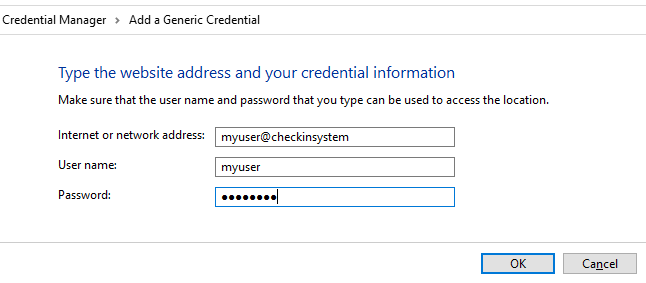 Credential Manager > Add a Generic Credential
Type the website address and your credential information
Make sure that the user name and password that you type can be used to access the location.
Internet or network address: myuser@checkinsystem
User name: myuser
Password: ●●●●●●●●
OK Cancel